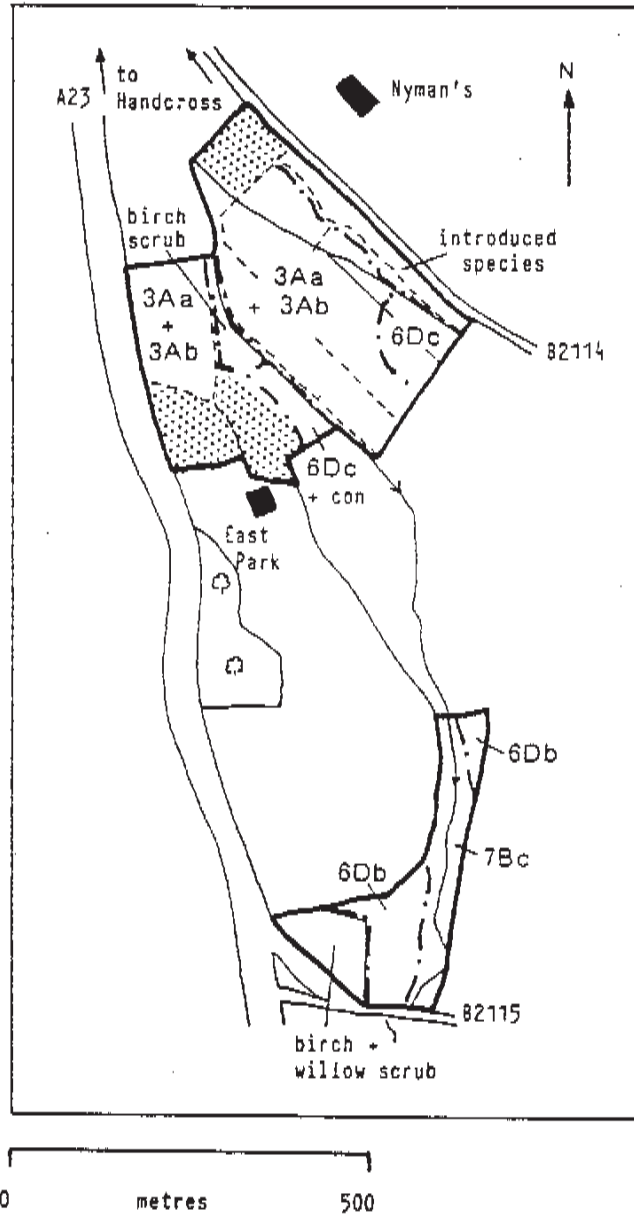 to
Handcross
A23
Nyman's
N
birch
scrub
introduced
species
3Aa
+
3Ab
3Aa
+ 3Ab
6Dc
B2114
6Dc
+ con
East
Park
6Db
7Bc
6Db
B2115
birch +
willow scrub
0 metres 500